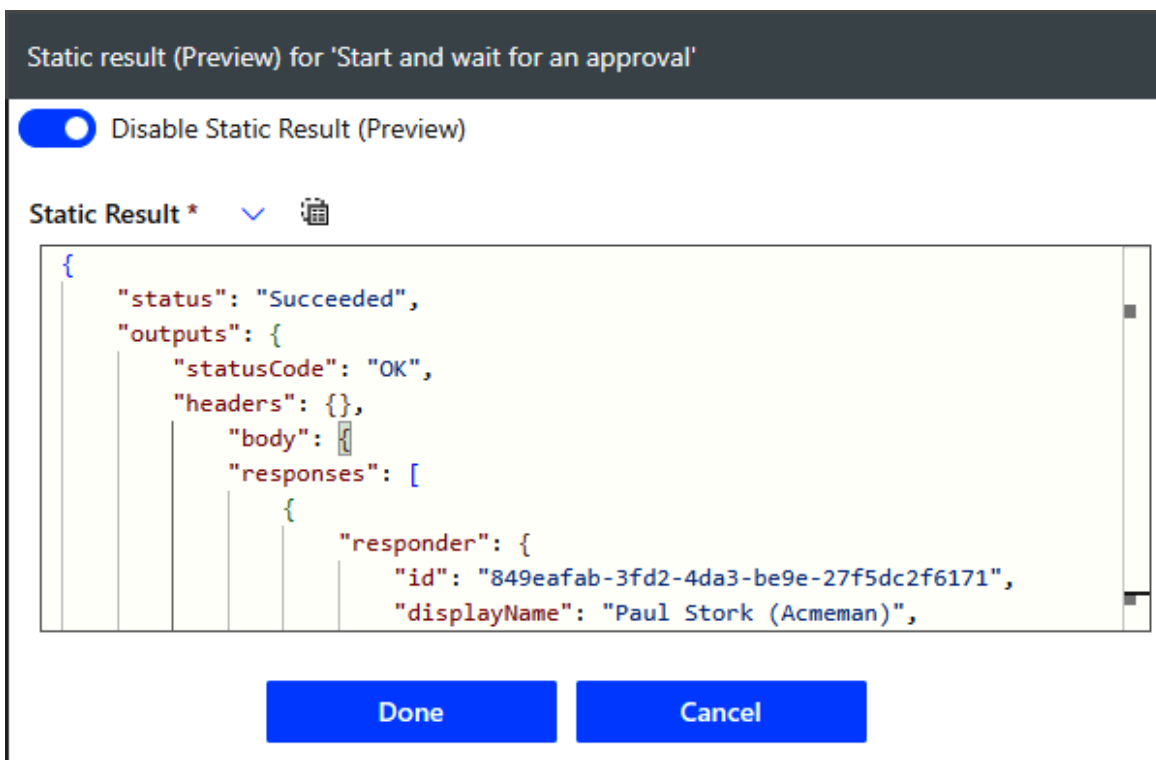 Static result (Preview) for 'Start and wait for an approval'
Disable Static Result (Preview)
Static Result *
{
"status": "Succeeded",
"outputs": {
"statusCode": "OK",
"headers": {},
"body": {
"responses": [
{
"responder": {
"id": "849eafab-3fd2-4da3-be9e-27f5dc2f6171",
"displayName": "Paul Stork (Acmeman)",
Done Cancel